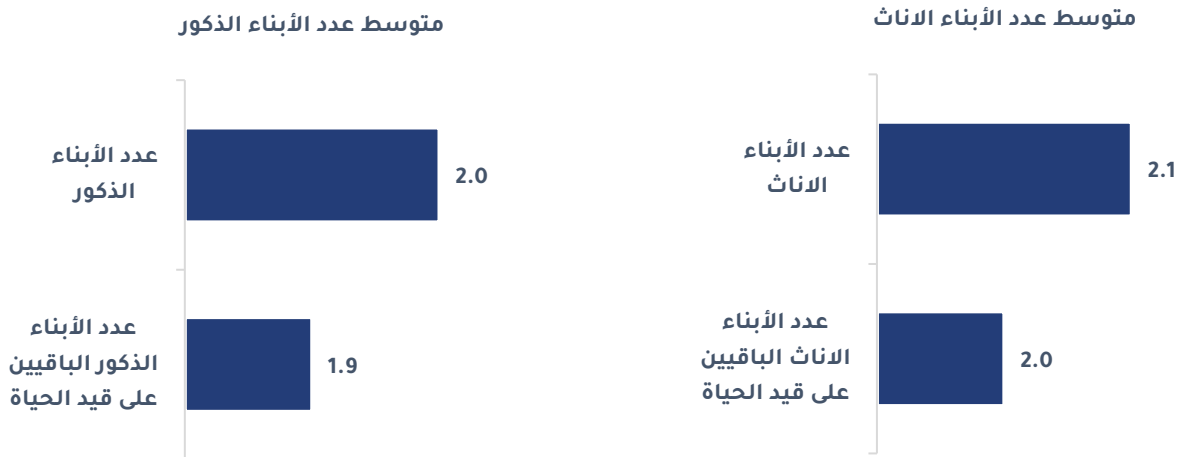 متوسط عدد الأبناء الاناث
عدد الأبناء
الاناث
2.1
عدد الأبناء
الاناث الباقيين
على قيد الحياة
2.0
متوسط عدد الأبناء الذكور
عدد الأبناء
الذكور
2.0
عدد الأبناء
الذكور الباقيين
على قيد الحياة
1.9